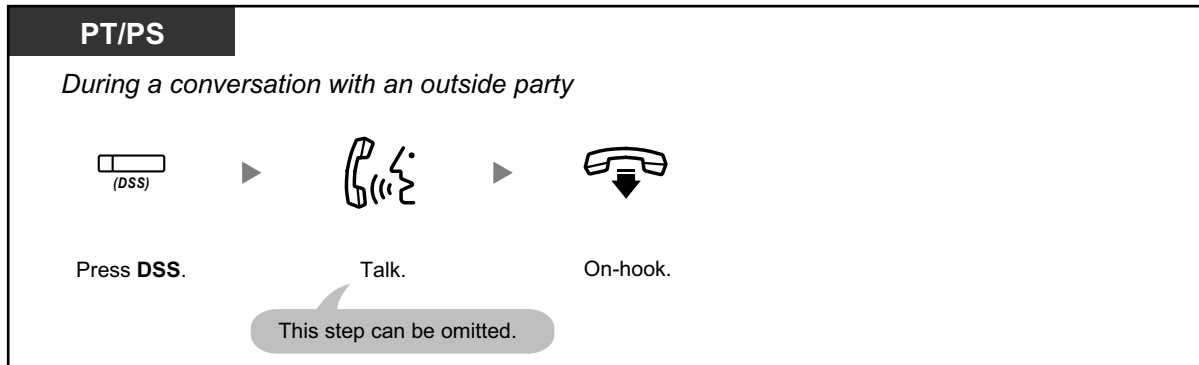 PT/PS
During a conversation with an outside party
(DSS)
Press DSS.
Talk.
On-hook.
This step can be omitted.